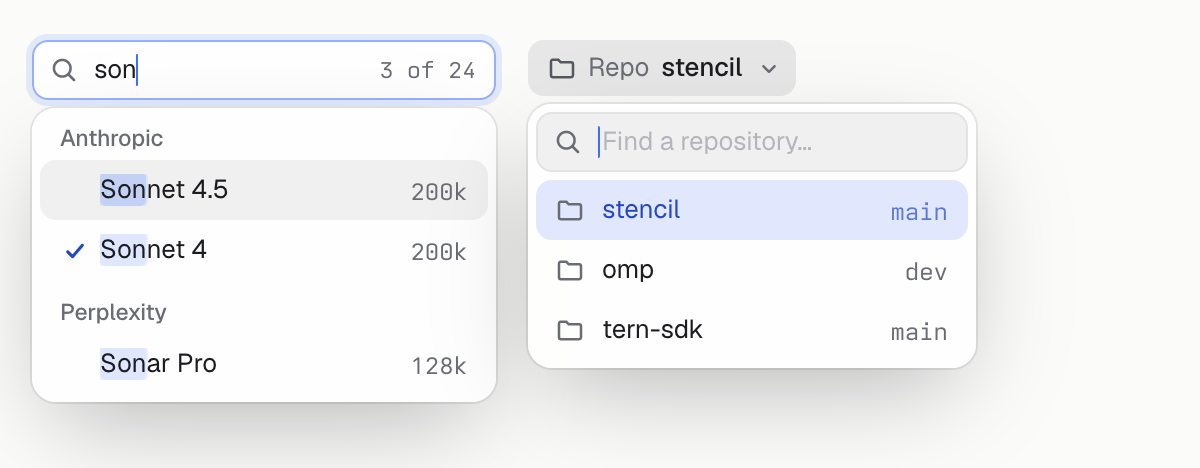 son 3 of 24
Anthropic
Sonnet 4.5 200k
Sonnet 4 200k
Perplexity
Sonar Pro 128k
Repo stencil
Find a repository...
stencil main
omp dev
tern-sdk main